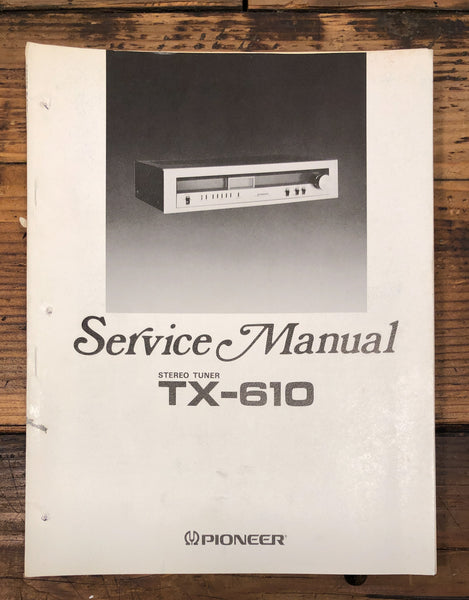 Service Manual
STEREO TUNER
TX-610
PIONEER